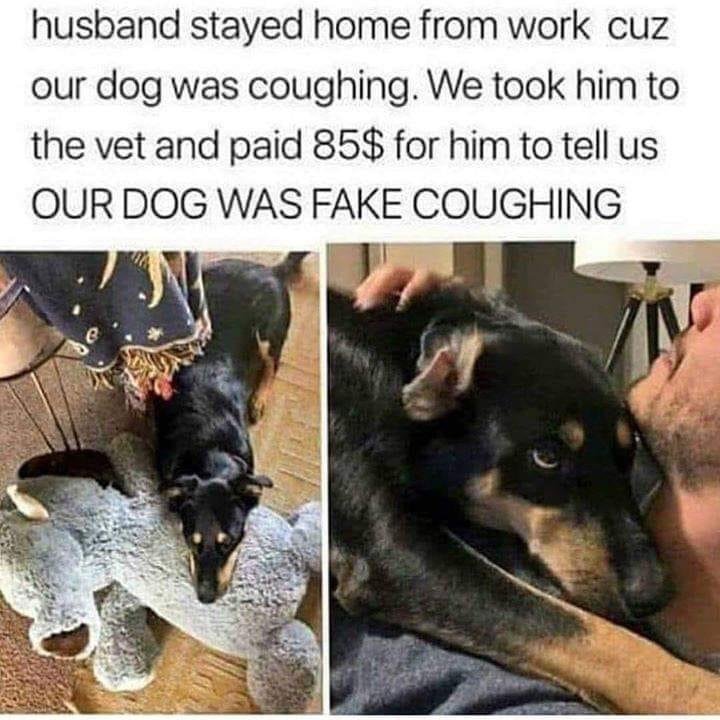 husband stayed home from work cuz
our dog was coughing. We took him to
the vet and paid 85$ for him to tell us
OUR DOG WAS FAKE COUGHING